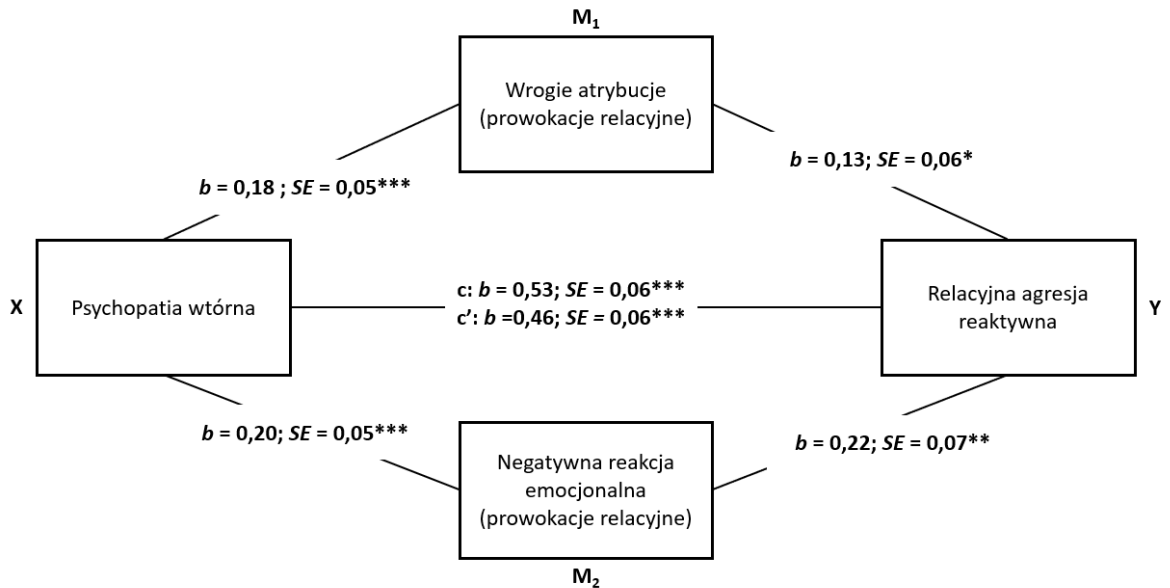 M₁
Wrogie atrybucje
(prowokacje relacyjne)
b = 0,18 ; SE = 0,05***
b = 0,13; SE = 0,06*
X
Psychopatia wtórna
c: b = 0,53; SE = 0,06***
c’: b =0,46; SE = 0,06***
Relacyjna agresja
reaktywna
Y
b = 0,20; SE = 0,05***
b = 0,22; SE = 0,07**
Negatywna reakcja
emocjonalna
(prowokacje relacyjne)
M₂